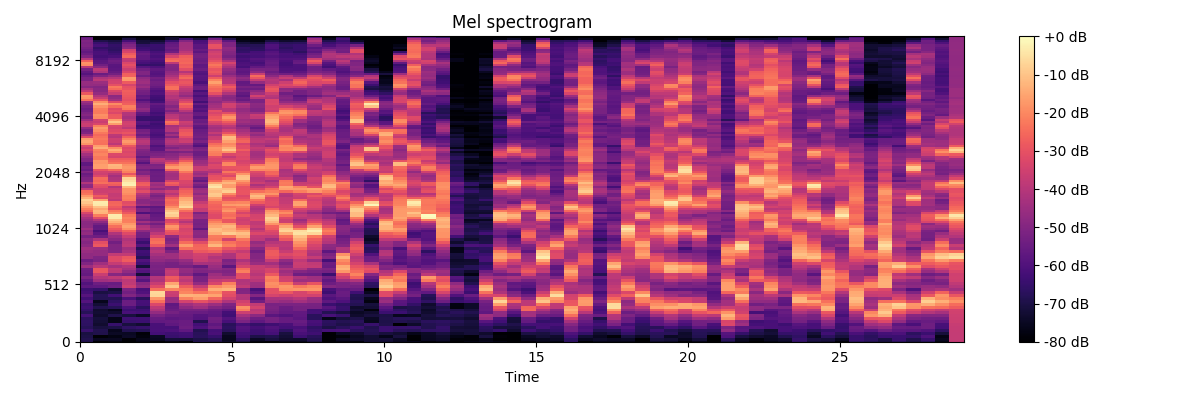 Mel spectrogram
8192
4096
2048
1024
512
0
Hz
0 5 10 15 20 25
Time
+0 dB
-10 dB
-20 dB
-30 dB
-40 dB
-50 dB
-60 dB
-70 dB
-80 dB